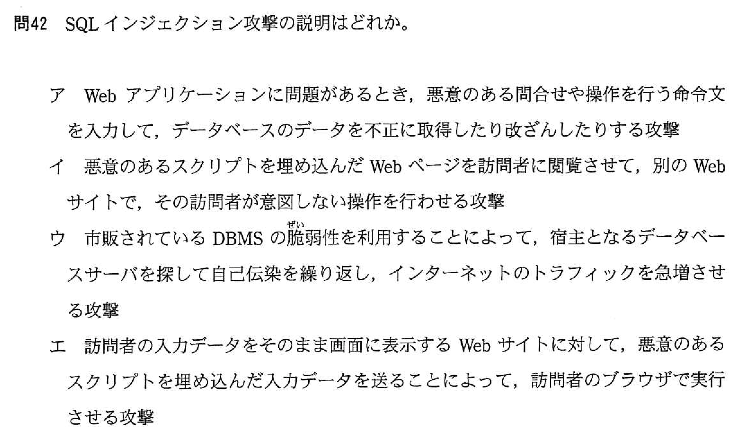 問42 SQL インジェクション攻撃の説明はどれか。
ア Web アプリケーションに問題があるとき，悪意のある問合せや操作を行う命令文
を入力して，データベースのデータを不正に取得したり改ざんしたりする攻撃
イ 悪意のあるスクリプトを埋め込んだ Web ページを訪問者に閲覧させて，別の Web
サイトで，その訪問者が意図しない操作を行わせる攻撃
ぜい
ウ 市販されている DBMS の脆弱性を利用することによって，宿主となるデータベー
スサーバを探して自己伝染を繰り返し，インターネットのトラフィックを急増させ
る攻撃
エ 訪問者の入力データをそのまま画面に表示する Web サイトに対して，悪意のある
スクリプトを埋め込んだ入力データを送ることによって，訪問者のブラウザで実行
させる攻撃